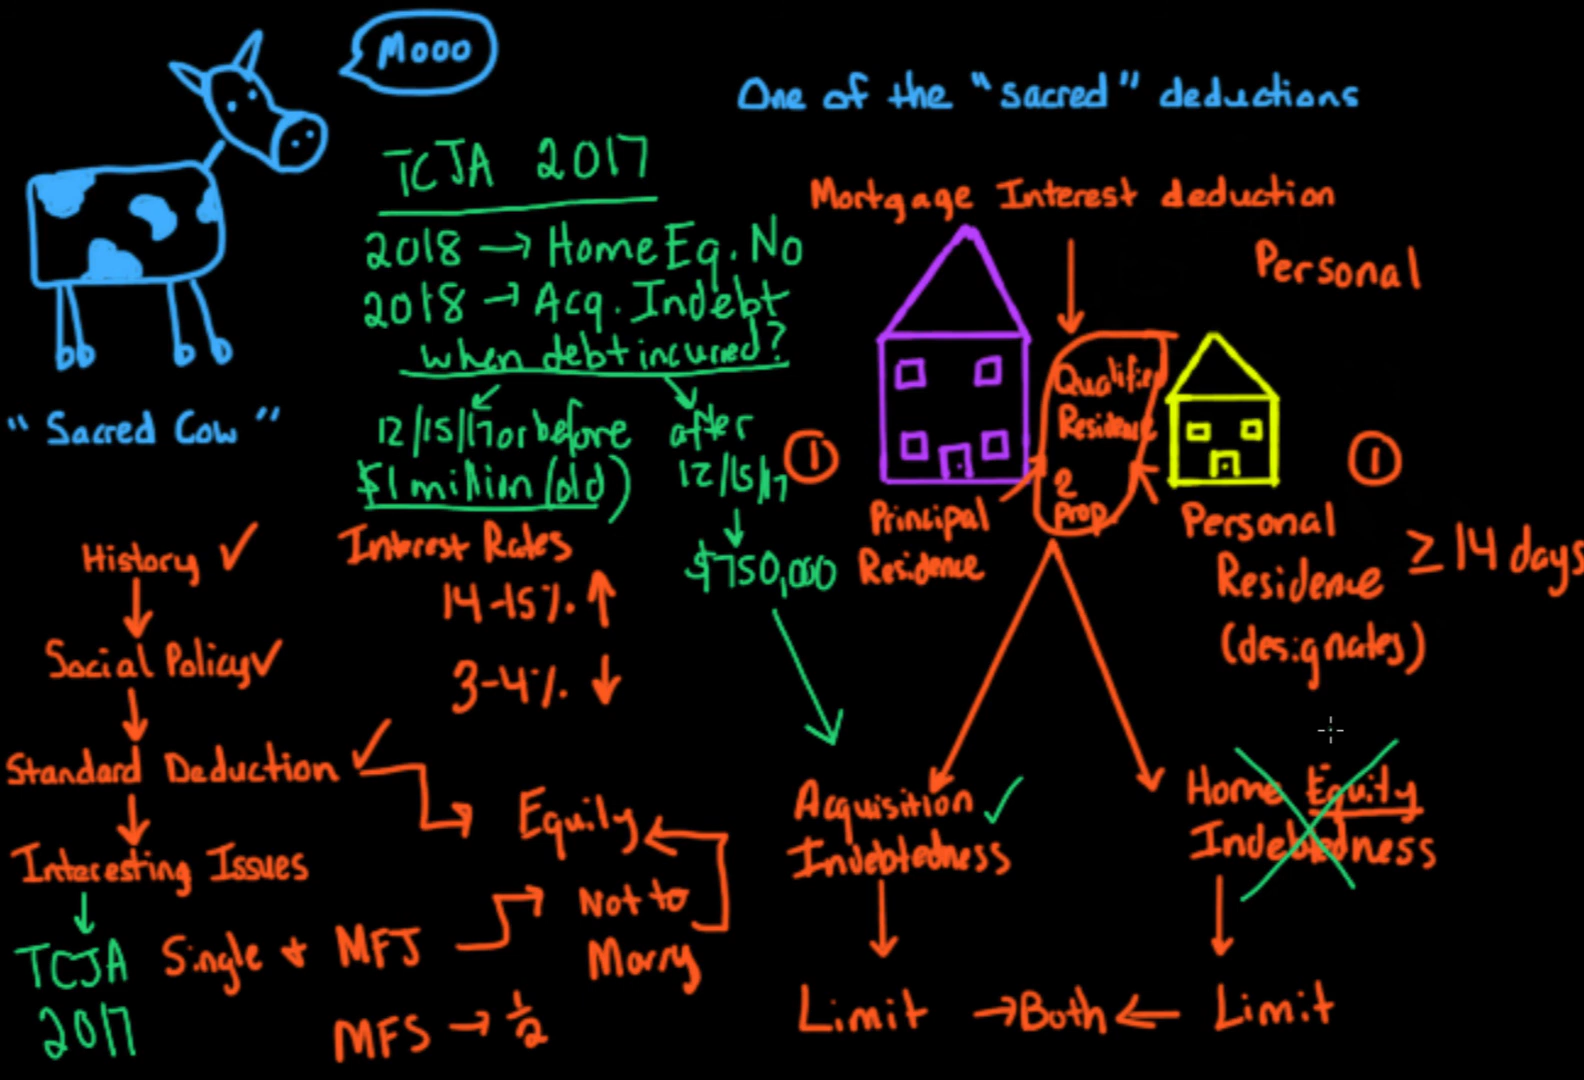 Mooo
One of the "sacred" deductions
TCJA 2017
Mortgage Interest deduction
2018 → Home Eq. No
Personal
2018 → Acq. Indebt
when debt incurred?
"Sacred Cow"
12/15/17 or before
$1 million (old)
after
12/15/17
$750,000
Qualified
Residence
2
Prop.
1
Principal
Residence
1
Personal
Residence
(designates)
≥ 14 days
History ✓
Social Policy ✓
Standard Deduction ✓
Interesting Issues
TCJA
2017
Interest Rates
14-15% ↑
3-4% ↓
Equity
Not to
Marry
Single + MFJ
MFS → 1/2
Acquisition ✓
Indebtedness
Home Equity
Indebtedness
Limit → Both ← Limit